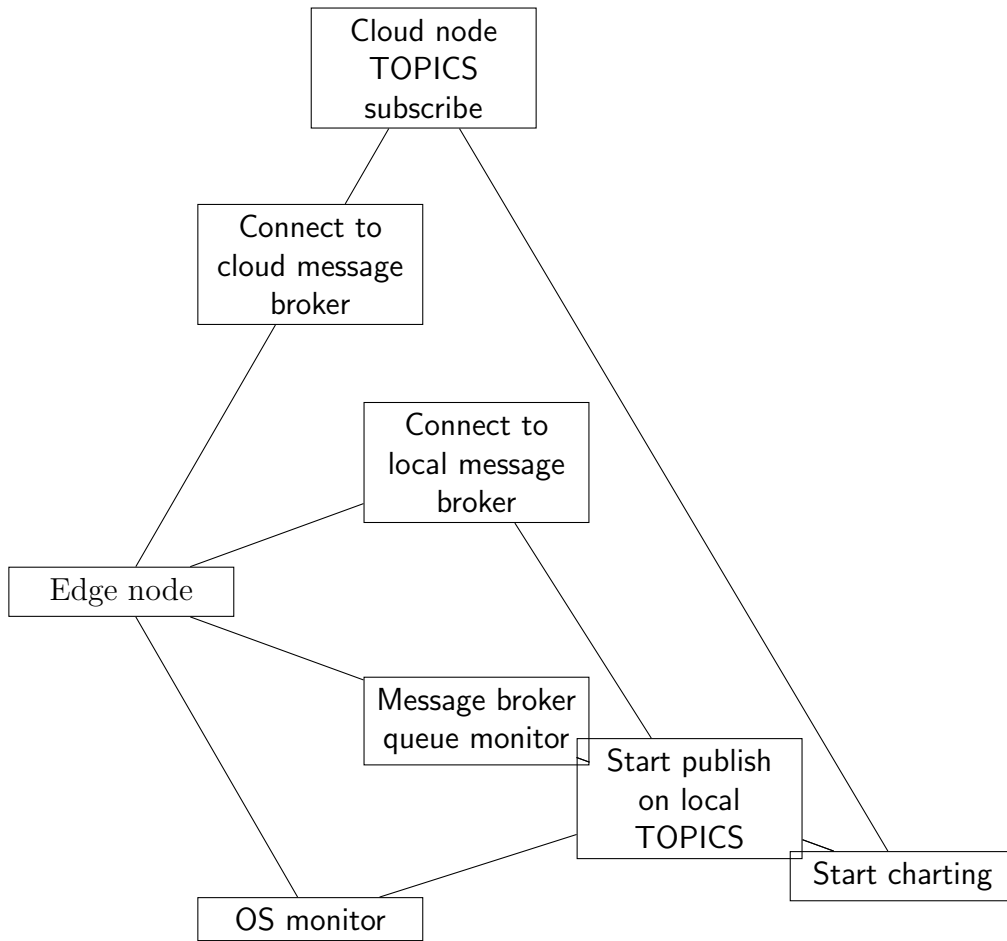 Cloud node
TOPICS
subscribe
Connect to
cloud message
broker
Connect to
local message
broker
Edge node
Message broker
queue monitor
Start publish
on local
TOPICS
Start charting
OS monitor